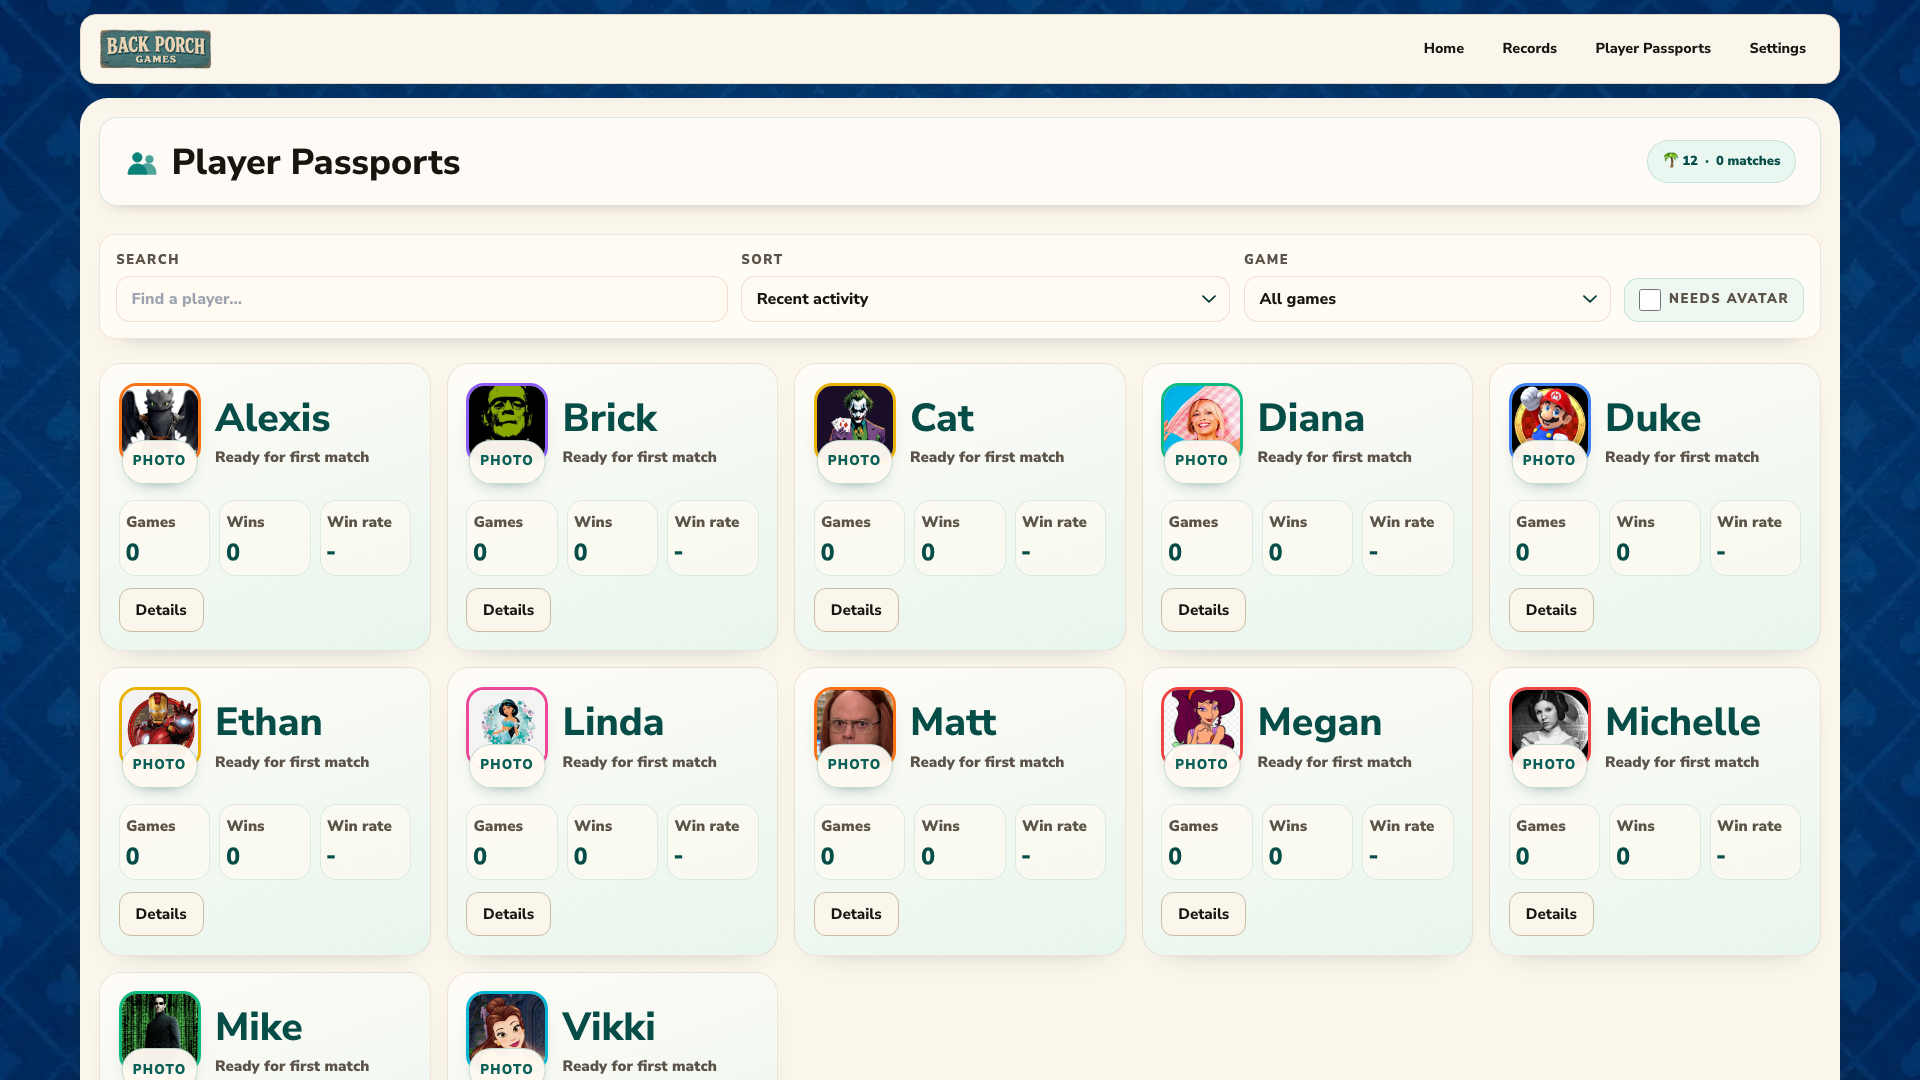 BACK PORCH
GAMES
Home Records Player Passports Settings
Player Passports
12 · 0 matches
SEARCH SORT GAME
Find a player... Recent activity All games NEEDS AVATAR
Alexis Brick Cat Diana Duke
PHOTO Ready for first match PHOTO Ready for first match PHOTO Ready for first match PHOTO Ready for first match PHOTO Ready for first match
Games Wins Win rate Games Wins Win rate Games Wins Win rate Games Wins Win rate Games Wins Win rate
0 0 - 0 0 - 0 0 - 0 0 - 0 0 -
Details Details Details Details Details
Ethan Linda Matt Megan Michelle
PHOTO Ready for first match PHOTO Ready for first match PHOTO Ready for first match PHOTO Ready for first match PHOTO Ready for first match
Games Wins Win rate Games Wins Win rate Games Wins Win rate Games Wins Win rate Games Wins Win rate
0 0 - 0 0 - 0 0 - 0 0 - 0 0 -
Details Details Details Details Details
Mike Vikki
PHOTO Ready for first match PHOTO Ready for first match